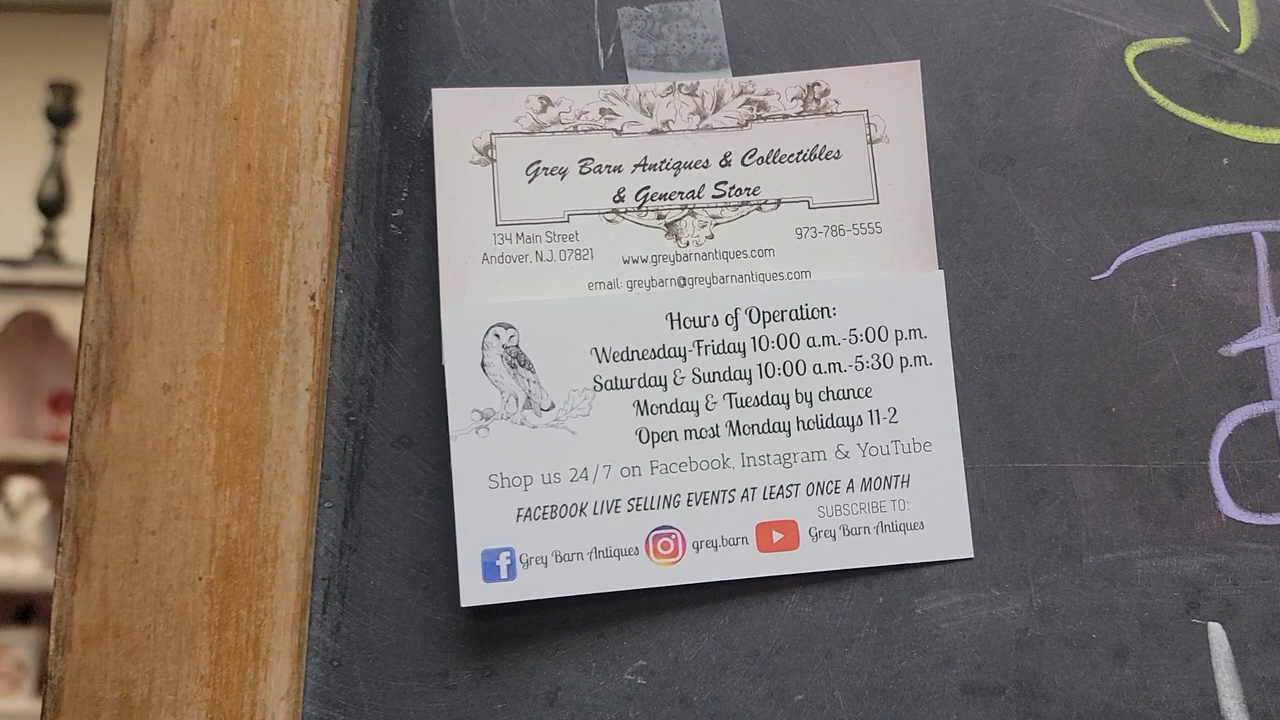 Grey Barn Antiques & Collectibles
& General Store
134 Main Street
Andover, N.J. 07821
www.greybarnantiques.com
973-786-5555
email: greybarn@greybarnantiques.com
Hours of Operation:
Wednesday-Friday 10:00 a.m.-5:00 p.m.
Saturday & Sunday 10:00 a.m.-5:30 p.m.
Monday & Tuesday by chance
Open most Monday holidays 11-2
Shop us 24/7 on Facebook, Instagram & YouTube
FACEBOOK LIVE SELLING EVENTS AT LEAST ONCE A MONTH
SUBSCRIBE TO:
f Grey Barn Antiques grey.barn Grey Barn Antiques